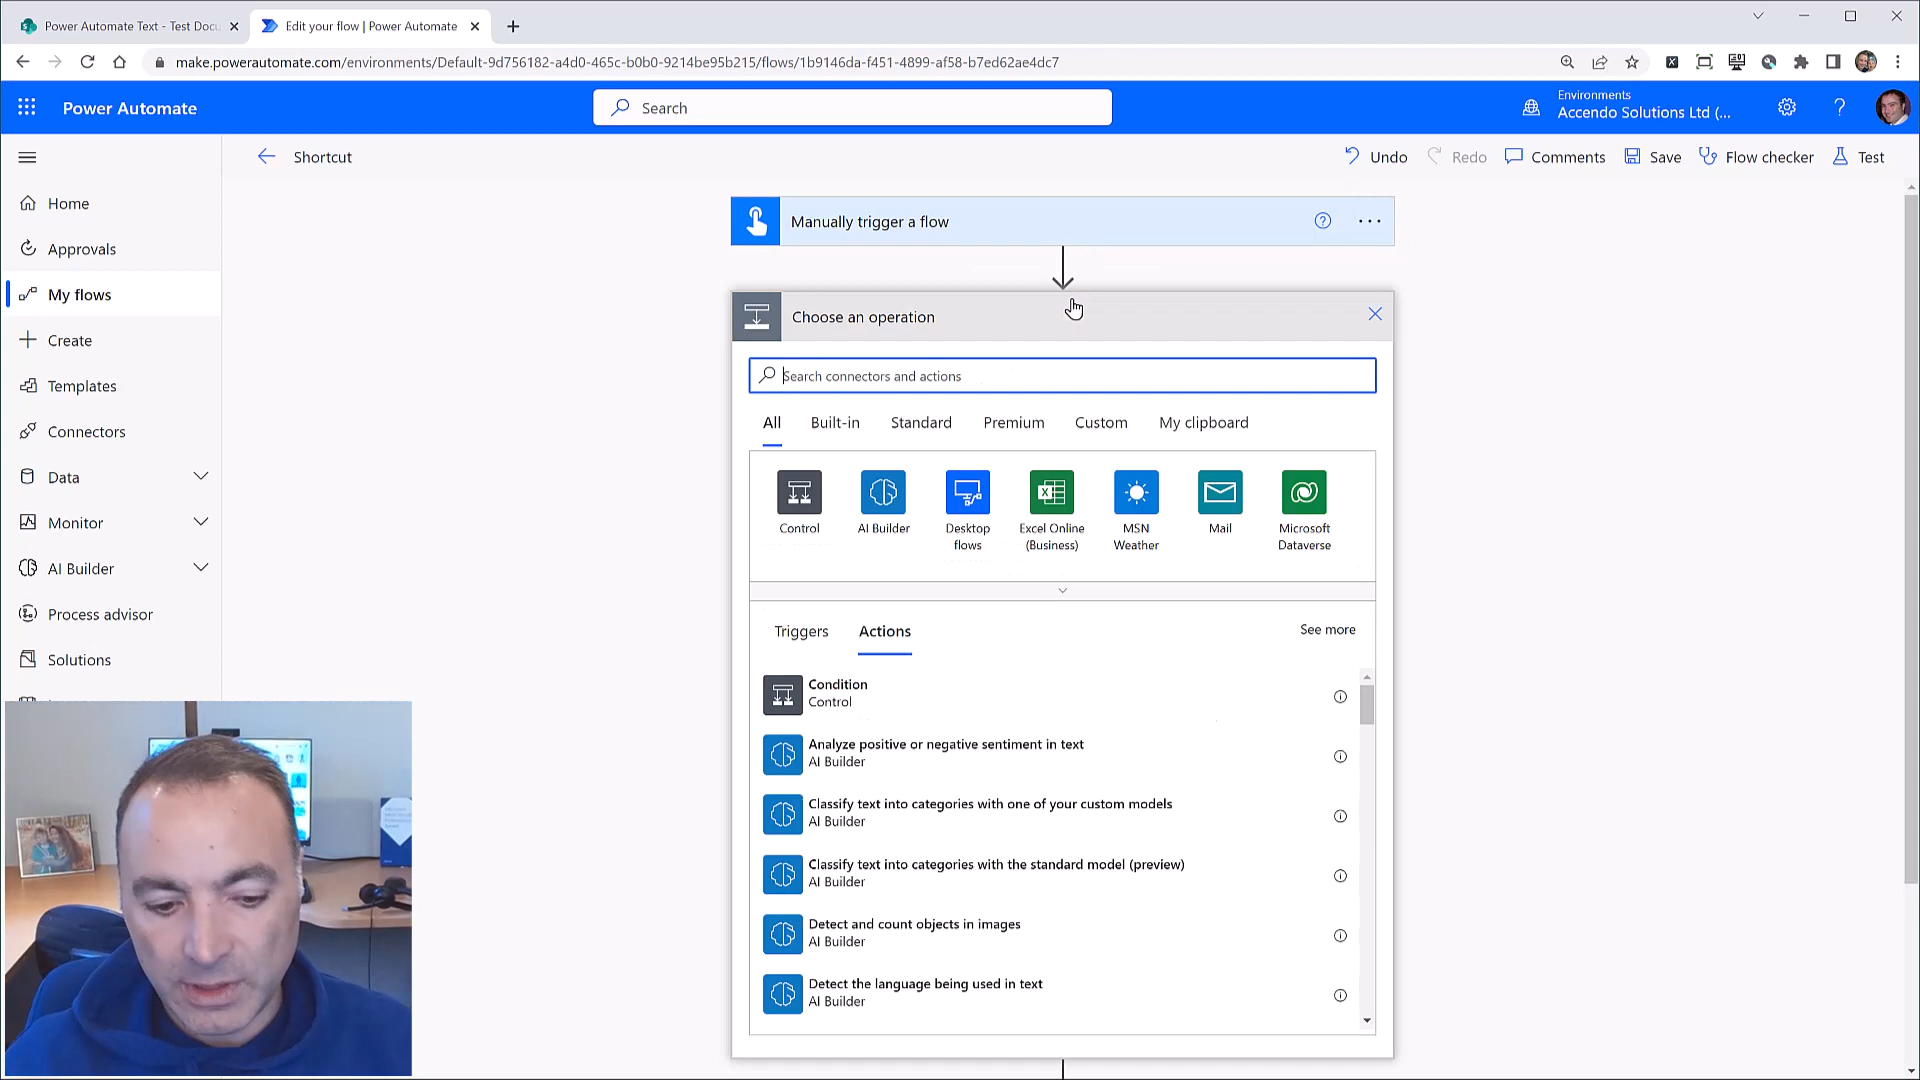 Power Automate Text - Test Docu
Edit your flow | Power Automate
make.powerautomate.com/environments/Default-9d756182-a4d0-465c-b0b0-9214be95b215/flows/1b9146da-f451-4899-af58-b7ed62ae4dc7
Power Automate
Search
Environments
Accendo Solutions Ltd (...
Shortcut
Undo
Redo
Comments
Save
Flow checker
Test
Home
Approvals
My flows
Create
Templates
Connectors
Data
Monitor
AI Builder
Process advisor
Solutions
Manually trigger a flow
Choose an operation
Search connectors and actions
All
Built-in
Standard
Premium
Custom
My clipboard
Control
AI Builder
Desktop
flows
Excel Online
(Business)
MSN
Weather
Mail
Microsoft
Dataverse
Triggers
Actions
See more
Condition
Control
Analyze positive or negative sentiment in text
AI Builder
Classify text into categories with one of your custom models
AI Builder
Classify text into categories with the standard model (preview)
AI Builder
Detect and count objects in images
AI Builder
Detect the language being used in text
AI Builder